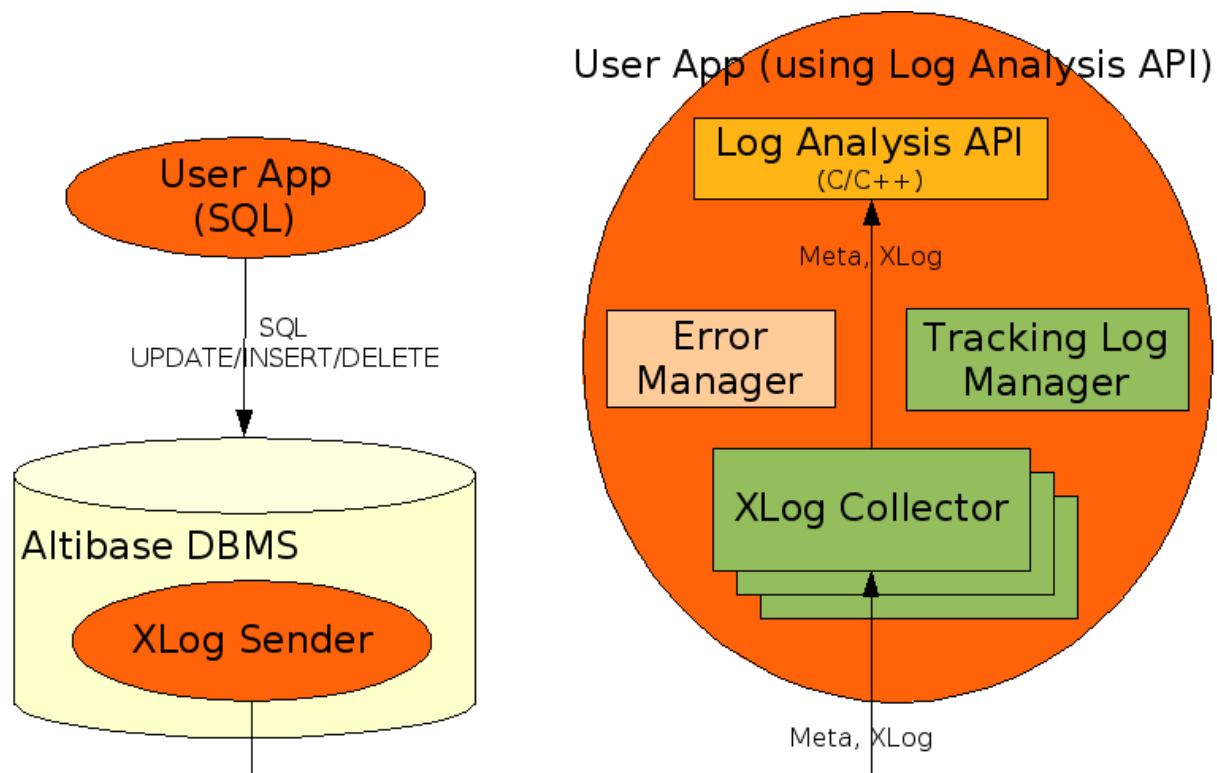 User App
(SQL)
SQL
UPDATE/INSERT/DELETE
Altibase DBMS
XLog Sender
User App (using Log Analysis API)
Log Analysis API
(C/C++)
Meta, XLog
Error
Manager
Tracking Log
Manager
XLog Collector
Meta, XLog